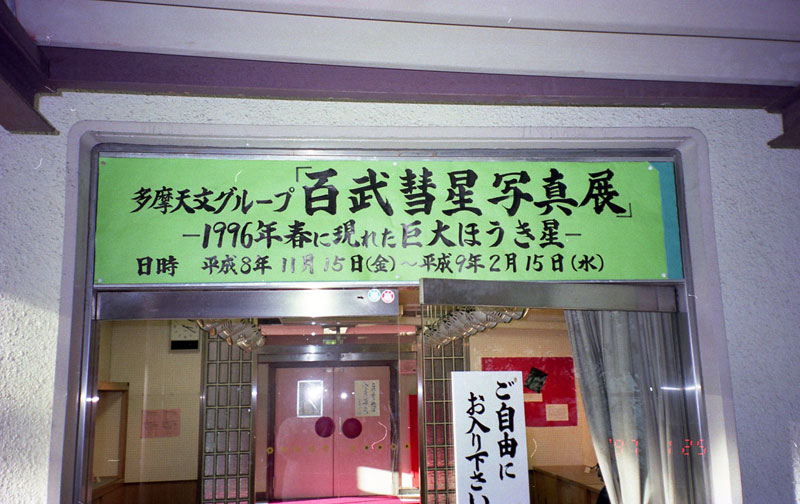 多摩天文グループ「百武彗星写真展」
－1996年春に現れた巨大ほうき星－
日時 平成8年 11月15日(金)～平成9年2月15日(水)
ご自由に
お入り下さい
'97 1 25